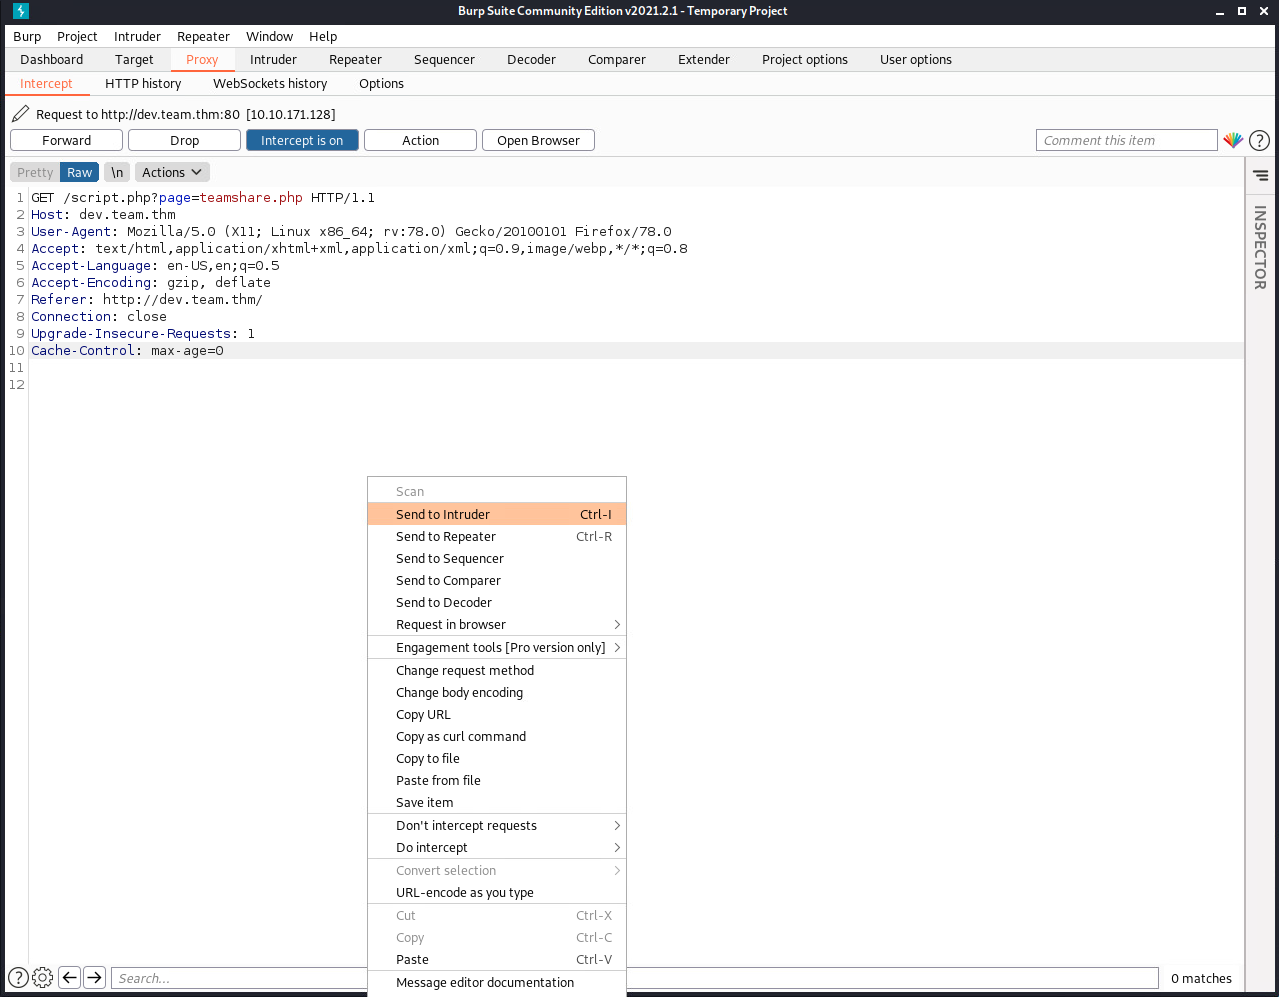 Burp Suite Community Edition v2021.2.1 - Temporary Project
Burp Project Intruder Repeater Window Help
Dashboard Target Proxy Intruder Repeater Sequencer Decoder Comparer Extender Project options User options
Intercept HTTP history WebSockets history Options
Request to http://dev.team.thm:80 [10.10.171.128]
Forward Drop Intercept is on Action Open Browser Comment this item ?
Pretty Raw \n Actions
INSPECTOR
1 GET /script.php?page=teamshare.php HTTP/1.1
2 Host: dev.team.thm
3 User-Agent: Mozilla/5.0 (X11; Linux x86_64; rv:78.0) Gecko/20100101 Firefox/78.0
4 Accept: text/html,application/xhtml+xml,application/xml;q=0.9,image/webp,*/*;q=0.8
5 Accept-Language: en-US,en;q=0.5
6 Accept-Encoding: gzip, deflate
7 Referer: http://dev.team.thm/
8 Connection: close
9 Upgrade-Insecure-Requests: 1
10 Cache-Control: max-age=0
11
12
Scan
Send to Intruder Ctrl-I
Send to Repeater Ctrl-R
Send to Sequencer
Send to Comparer
Send to Decoder
Request in browser
Engagement tools [Pro version only]
Change request method
Change body encoding
Copy URL
Copy as curl command
Copy to file
Paste from file
Save item
Don't intercept requests
Do intercept
Convert selection
URL-encode as you type
Cut Ctrl-X
Copy Ctrl-C
Paste Ctrl-V
Message editor documentation
? Search... 0 matches